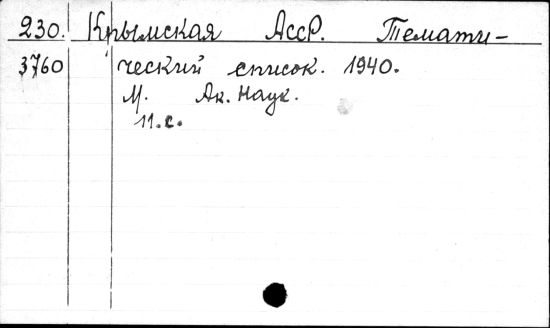 230. Крымская АссР. Темати-
3760 ческий список. 1940.
М. Ак. Наук.
11.с.